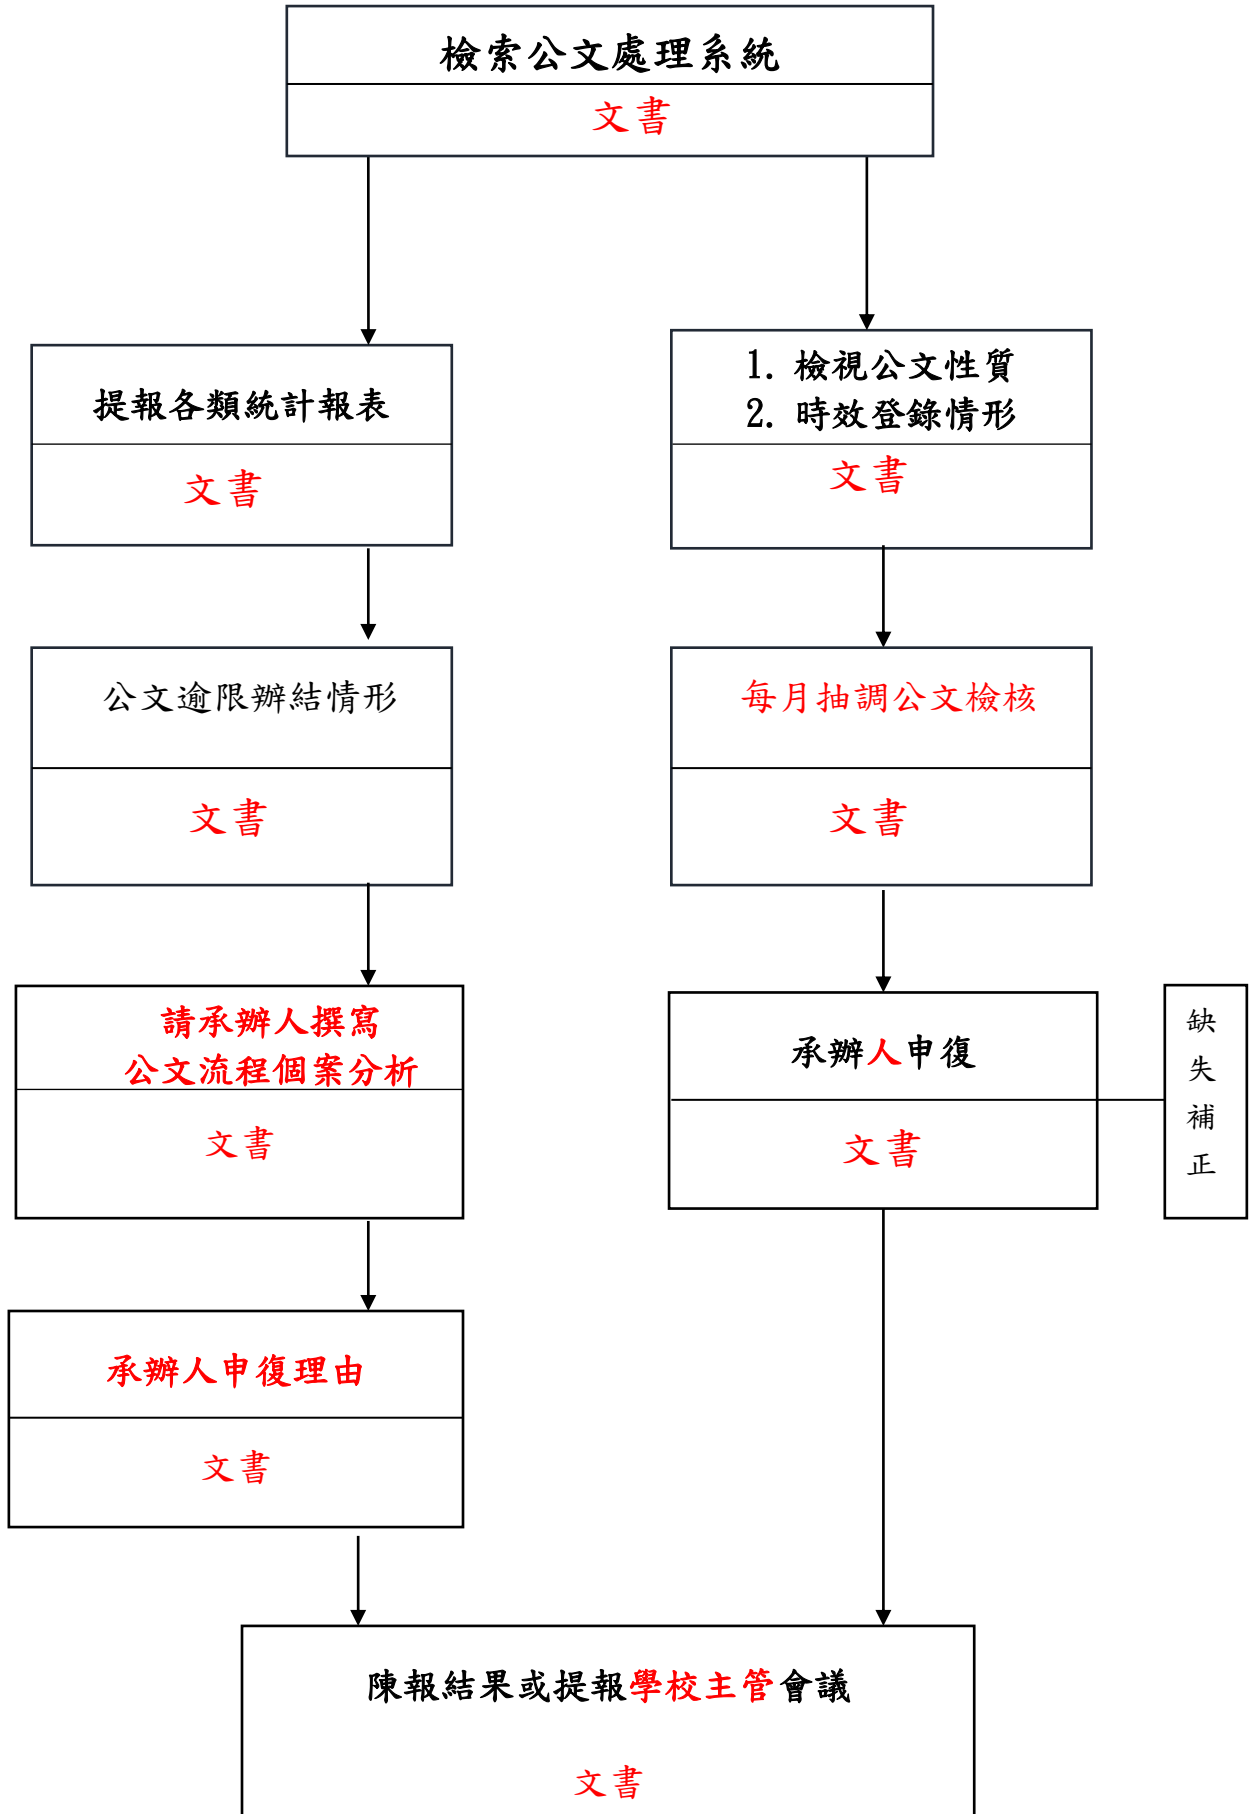 檢索公文處理系統
文書
提報各類統計報表
文書
1. 檢視公文性質
2. 時效登錄情形
文書
公文逾限辦結情形
文書
每月抽調公文檢核
文書
請承辦人撰寫
公文流程個案分析
文書
承辦人申復
文書
缺失補正
承辦人申復理由
文書
陳報結果或提報學校主管會議
文書